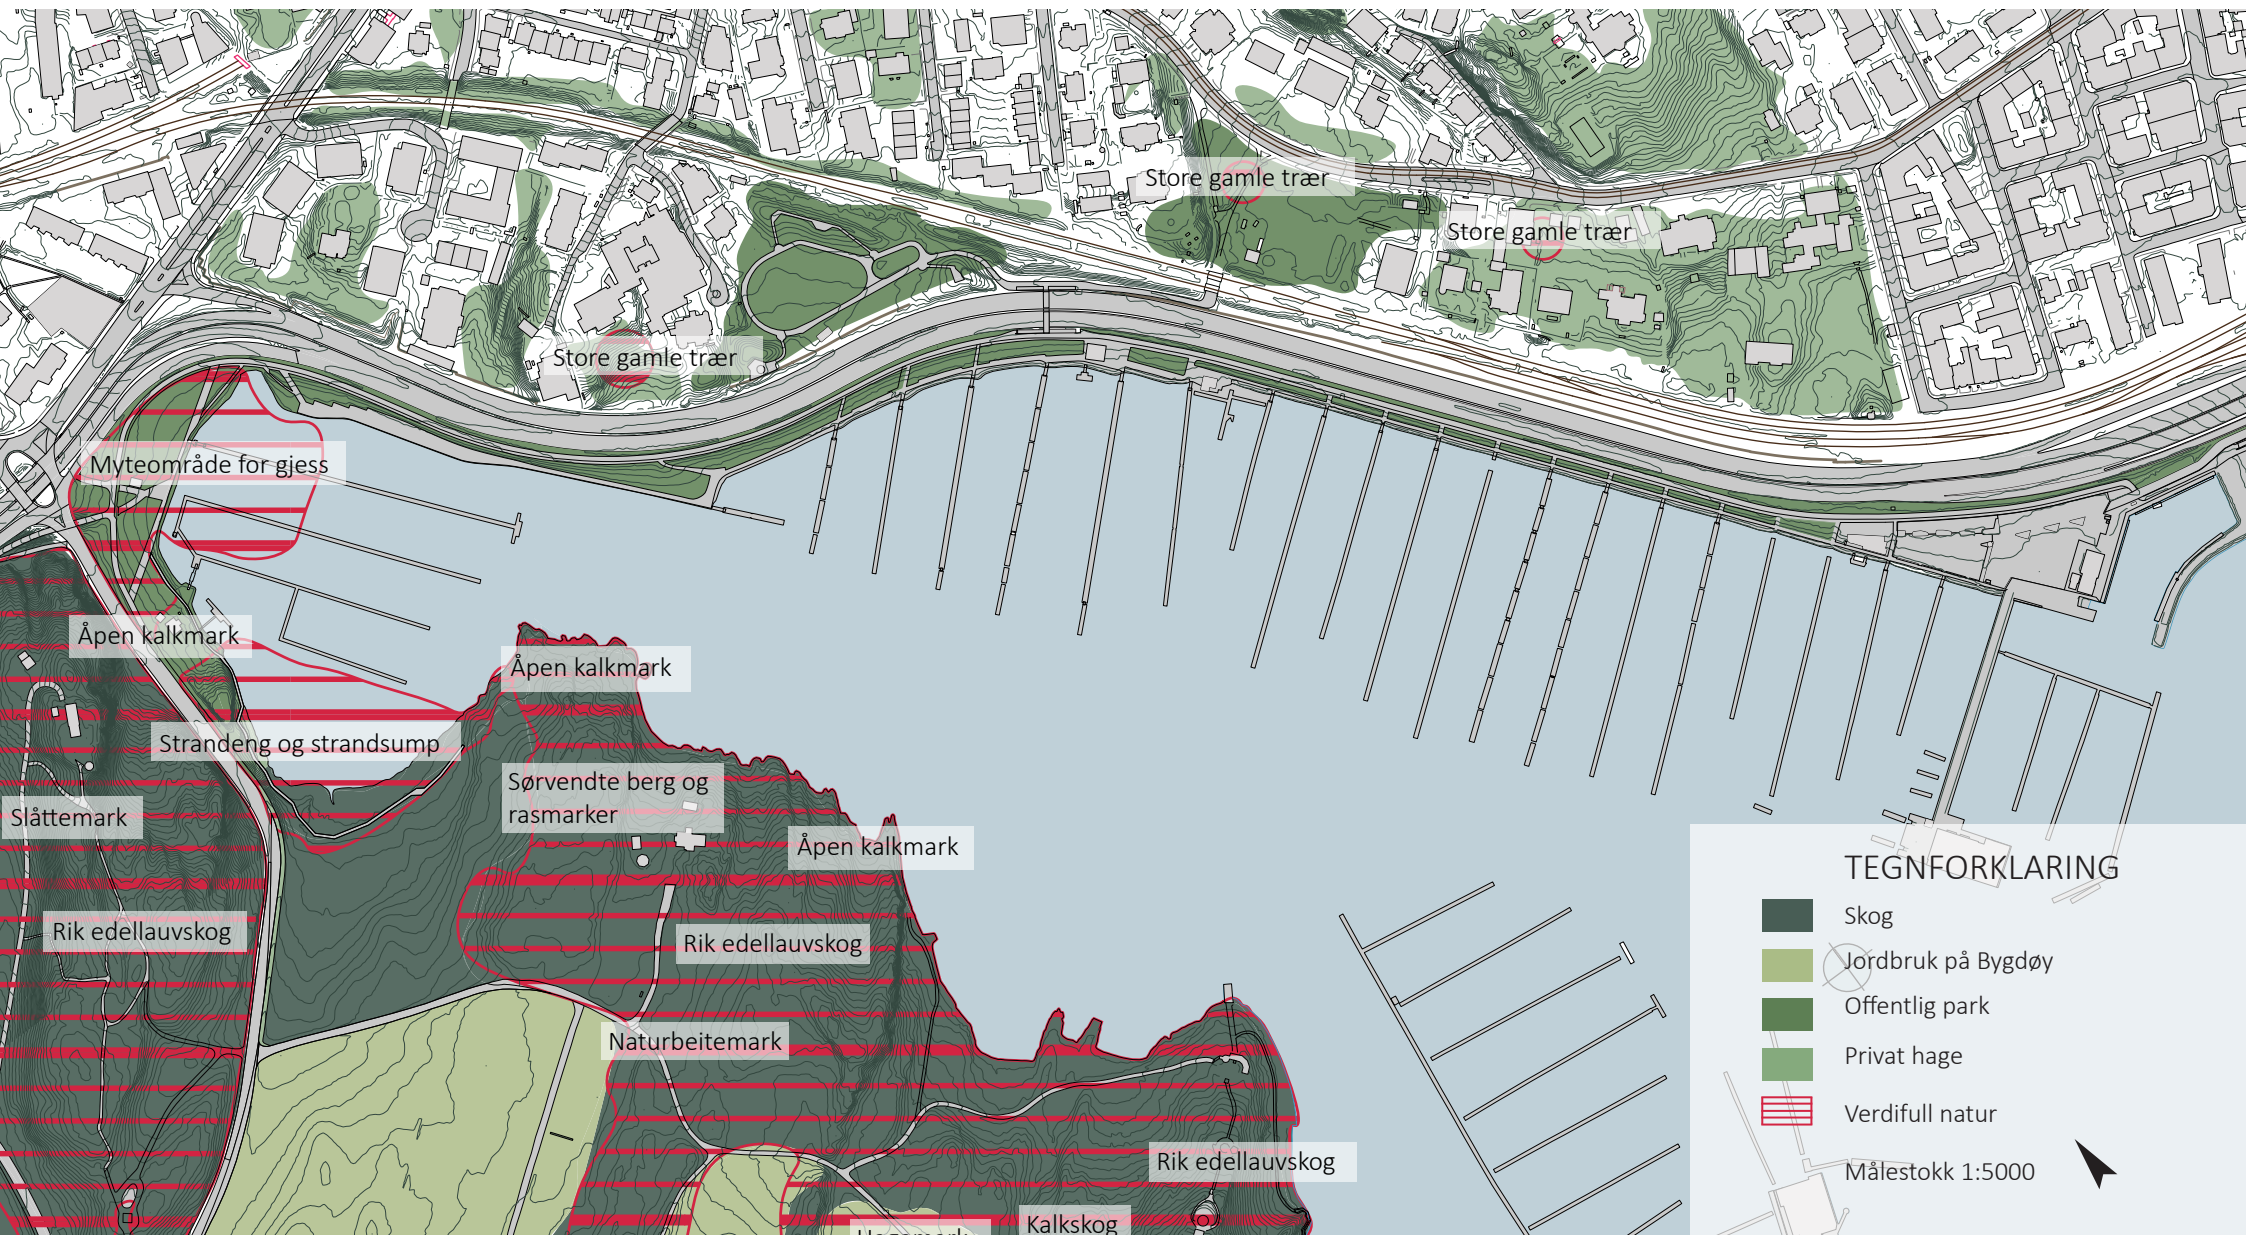 Store gamle trær
Store gamle trær
Store gamle trær
Myteområde for gjess
Åpen kalkmark
Åpen kalkmark
Strandeng og strandsump
Sørvendte berg og
rasmarker
Slåttemark
Åpen kalkmark
Rik edellauvskog
Rik edellauvskog
Naturbeitemark
Rik edellauvskog
Kalkskog
TEGNFORKLARING
Skog
Jordbruk på Bygdøy
Offentlig park
Privat hage
Verdifull natur
Målestokk 1:5000